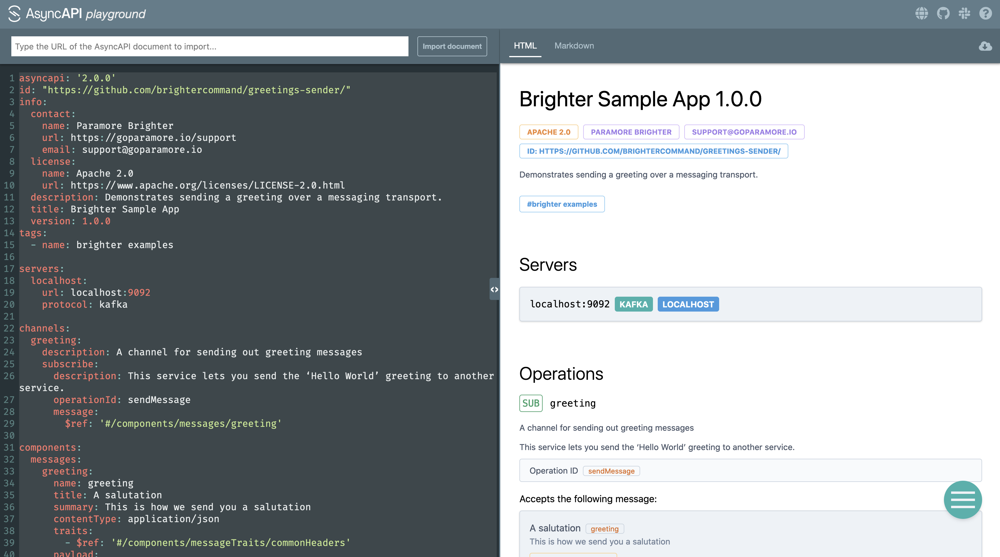 AsyncAPI playground
Type the URL of the AsyncAPI document to import...
Import document
1 asyncapi: '2.0.0'
2 id: "https://github.com/brightercommand/greetings-sender/"
3 info:
4 contact:
5 name: Paramore Brighter
6 url: https://goparamore.io/support
7 email: support@goparamore.io
8 license:
9 name: Apache 2.0
10 url: https://www.apache.org/licenses/LICENSE-2.0.html
11 description: Demonstrates sending a greeting over a messaging transport.
12 title: Brighter Sample App
13 version: 1.0.0
14 tags:
15 - name: brighter examples
16
17 servers:
18 localhost:
19 url: localhost:9092
20 protocol: kafka
21
22 channels:
23 greeting:
24 description: A channel for sending out greeting messages
25 subscribe:
26 description: This service lets you send the ‘Hello World’ greeting to another
service.
27 operationId: sendMessage
28 message:
29 $ref: '#/components/messages/greeting'
30
31 components:
32 messages:
33 greeting:
34 name: greeting
35 title: A salutation
36 summary: This is how we send you a salutation
37 contentType: application/json
38 traits:
39 - $ref: '#/components/messageTraits/commonHeaders'
40 payload:
HTML Markdown
Brighter Sample App 1.0.0
APACHE 2.0 PARAMORE BRIGHTER SUPPORT@GOPARAMORE.IO
ID: HTTPS://GITHUB.COM/BRIGHTERCOMMAND/GREETINGS-SENDER/
Demonstrates sending a greeting over a messaging transport.
#brighter examples
Servers
localhost:9092 KAFKA LOCALHOST
Operations
SUB greeting
A channel for sending out greeting messages
This service lets you send the ‘Hello World’ greeting to another service.
Operation ID sendMessage
Accepts the following message:
A salutation greeting
This is how we send you a salutation